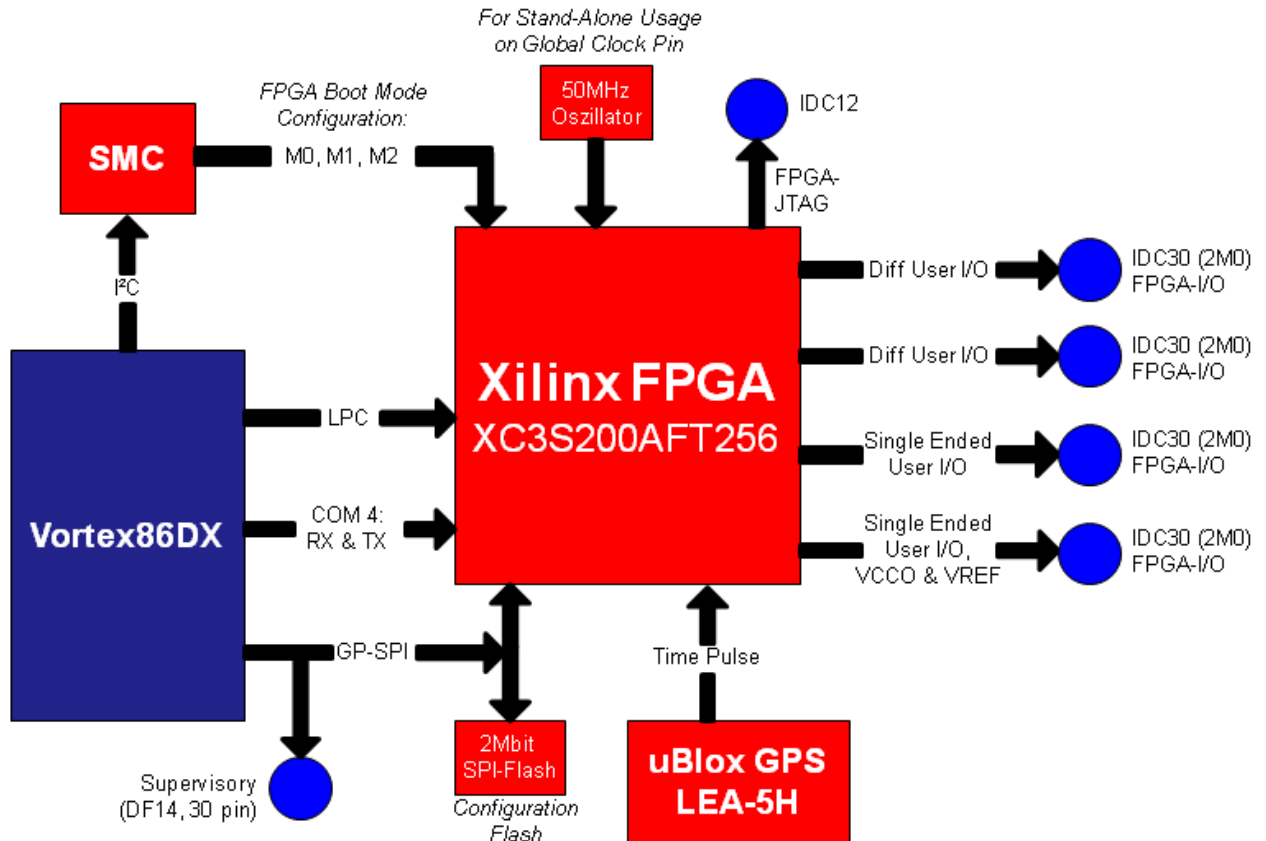 For Stand-Alone Usage
on Global Clock Pin
50MHz
Oszillator
IDC12
FPGA Boot Mode
Configuration:
SMC
M0, M1, M2
FPGA-
JTAG
I²C
Diff User I/O
IDC30 (2M0)
FPGA-I/O
Diff User I/O
IDC30 (2M0)
FPGA-I/O
Xilinx FPGA
XC3S200AFT256
LPC
Single Ended
User I/O
IDC30 (2M0)
FPGA-I/O
Vortex86DX
COM 4:
RX & TX
Single Ended
User I/O,
VCCO & VREF
IDC30 (2M0)
FPGA-I/O
GP-SPI
Time Pulse
2Mbit
SPI-Flash
Configuration
Flash
uBlox GPS
LEA-5H
Supervisory
(DF14, 30 pin)